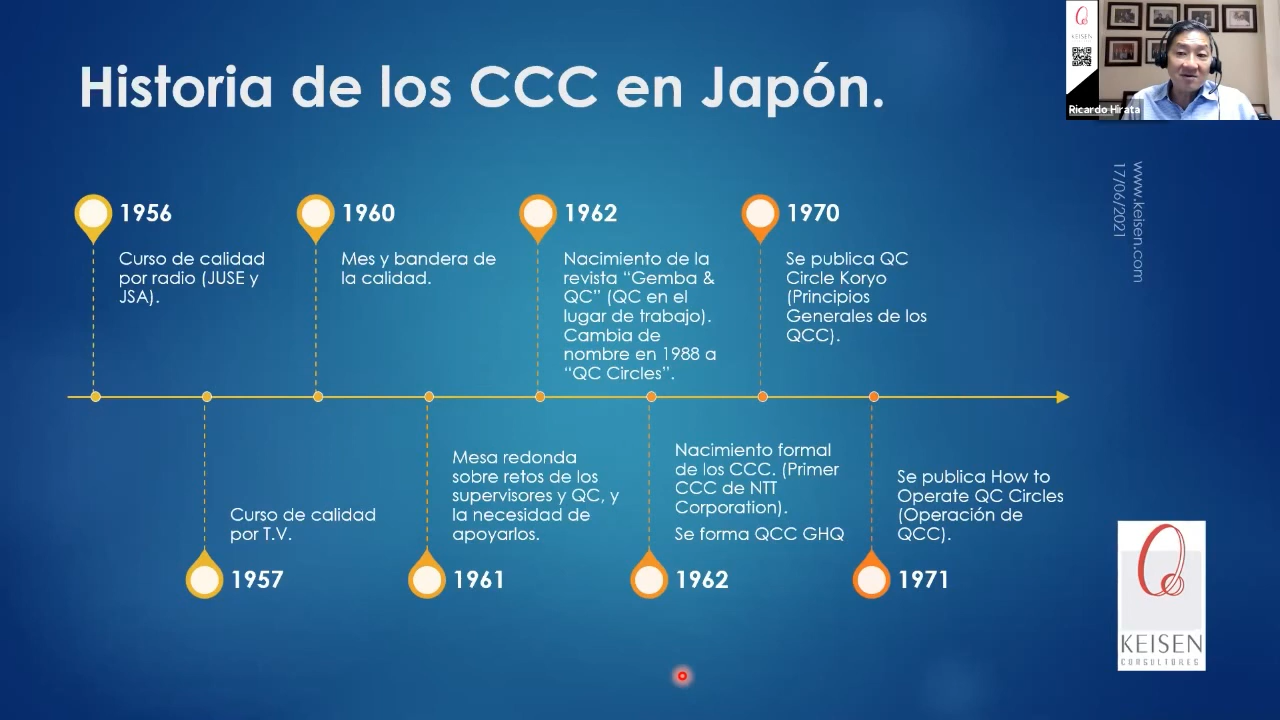 Historia de los CCC en Japón.
KEISEN
Ricardo Hirata
www.keisen.com
17/06/2021
1956
Curso de calidad
por radio (JUSE y
JSA).
1960
Mes y bandera de
la calidad.
1962
Nacimiento de la
revista “Gemba &
QC” (QC en el
lugar de trabajo).
Cambia de
nombre en 1988 a
“QC Circles”.
1970
Se publica QC
Circle Koryo
(Principios
Generales de los
QCC).
Curso de calidad
por T.V.
1957
Mesa redonda
sobre retos de los
supervisores y QC, y
la necesidad de
apoyarlos.
1961
Nacimiento formal
de los CCC. (Primer
CCC de NTT
Corporation).
Se forma QCC GHQ
1962
Se publica How to
Operate QC Circles
(Operación de
QCC).
1971
KEISEN
CONSULTORES